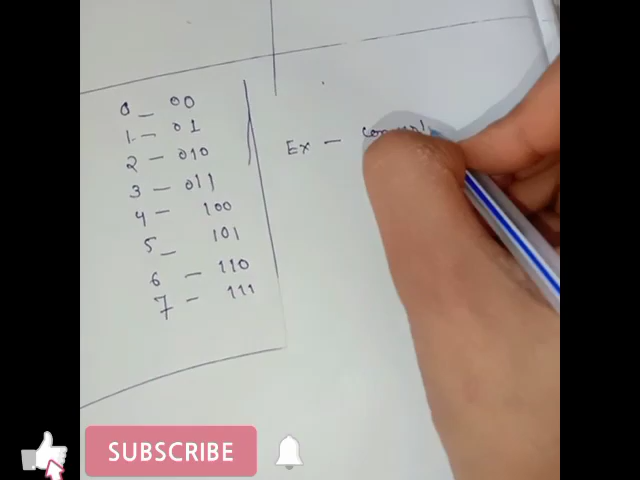 0 - 00
1 - 01
2 - 010
3 - 011
4 - 100
5 - 101
6 - 110
7 - 111
Ex -
SUBSCRIBE